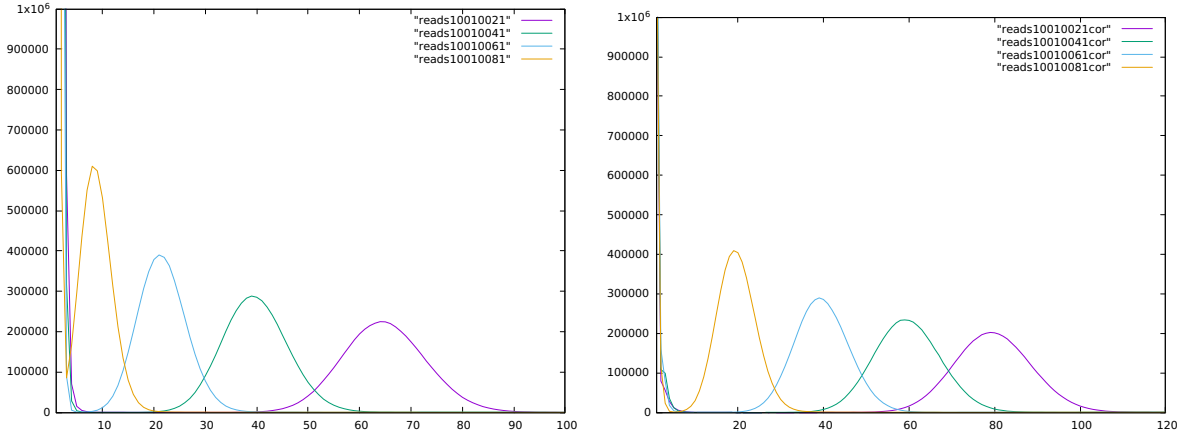 1x10⁶
900000
800000
700000
600000
500000
400000
300000
200000
100000
0
10 20 30 40 50 60 70 80 90 100
"reads10010021"
"reads10010041"
"reads10010061"
"reads10010081"
1x10⁶
900000
800000
700000
600000
500000
400000
300000
200000
100000
0
20 40 60 80 100 120
"reads10010021cor"
"reads10010041cor"
"reads10010061cor"
"reads10010081cor"